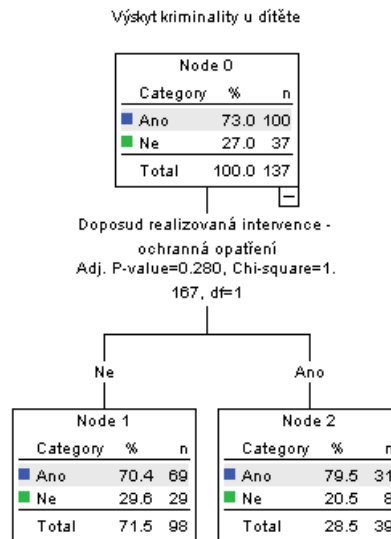 Výskyt kriminality u dítěte
Node 0
Category % n
Ano 73.0 100
Ne 27.0 37
Total 100.0 137
Doposud realizovaná intervence -
ochranná opatření
Adj. P-value=0.280, Chi-square=1.
167, df=1
Ne Ano
Node 1 Node 2
Category % n Category % n
Ano 70.4 69 Ano 79.5 31
Ne 29.6 29 Ne 20.5 8
Total 71.5 98 Total 28.5 39